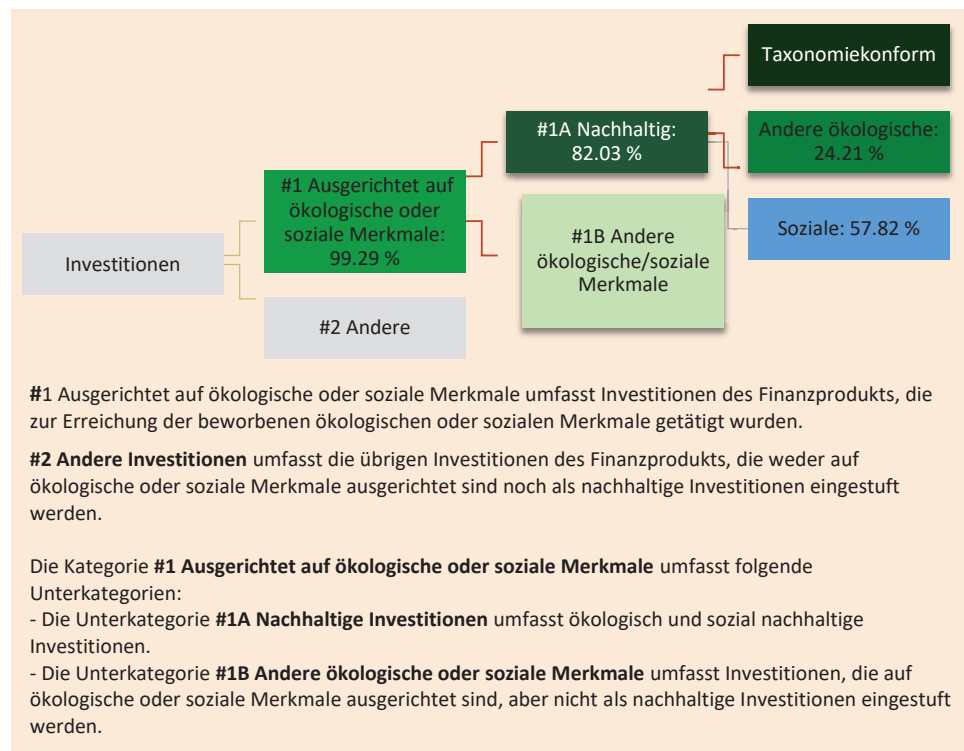 Taxonomiekonform
#1A Nachhaltig:
82.03 %
Andere ökologische:
24.21 %
#1 Ausgerichtet auf
ökologische oder
soziale Merkmale:
99.29 %
#1B Andere
ökologische/soziale
Merkmale
Soziale: 57.82 %
Investitionen
#2 Andere
#1 Ausgerichtet auf ökologische oder soziale Merkmale umfasst Investitionen des Finanzprodukts, die
zur Erreichung der beworbenen ökologischen oder sozialen Merkmale getätigt wurden.
#2 Andere Investitionen umfasst die übrigen Investitionen des Finanzprodukts, die weder auf
ökologische oder soziale Merkmale ausgerichtet sind noch als nachhaltige Investitionen eingestuft
werden.
Die Kategorie #1 Ausgerichtet auf ökologische oder soziale Merkmale umfasst folgende
Unterkategorien:
- Die Unterkategorie #1A Nachhaltige Investitionen umfasst ökologisch und sozial nachhaltige
Investitionen.
- Die Unterkategorie #1B Andere ökologische oder soziale Merkmale umfasst Investitionen, die auf
ökologische oder soziale Merkmale ausgerichtet sind, aber nicht als nachhaltige Investitionen eingestuft
werden.